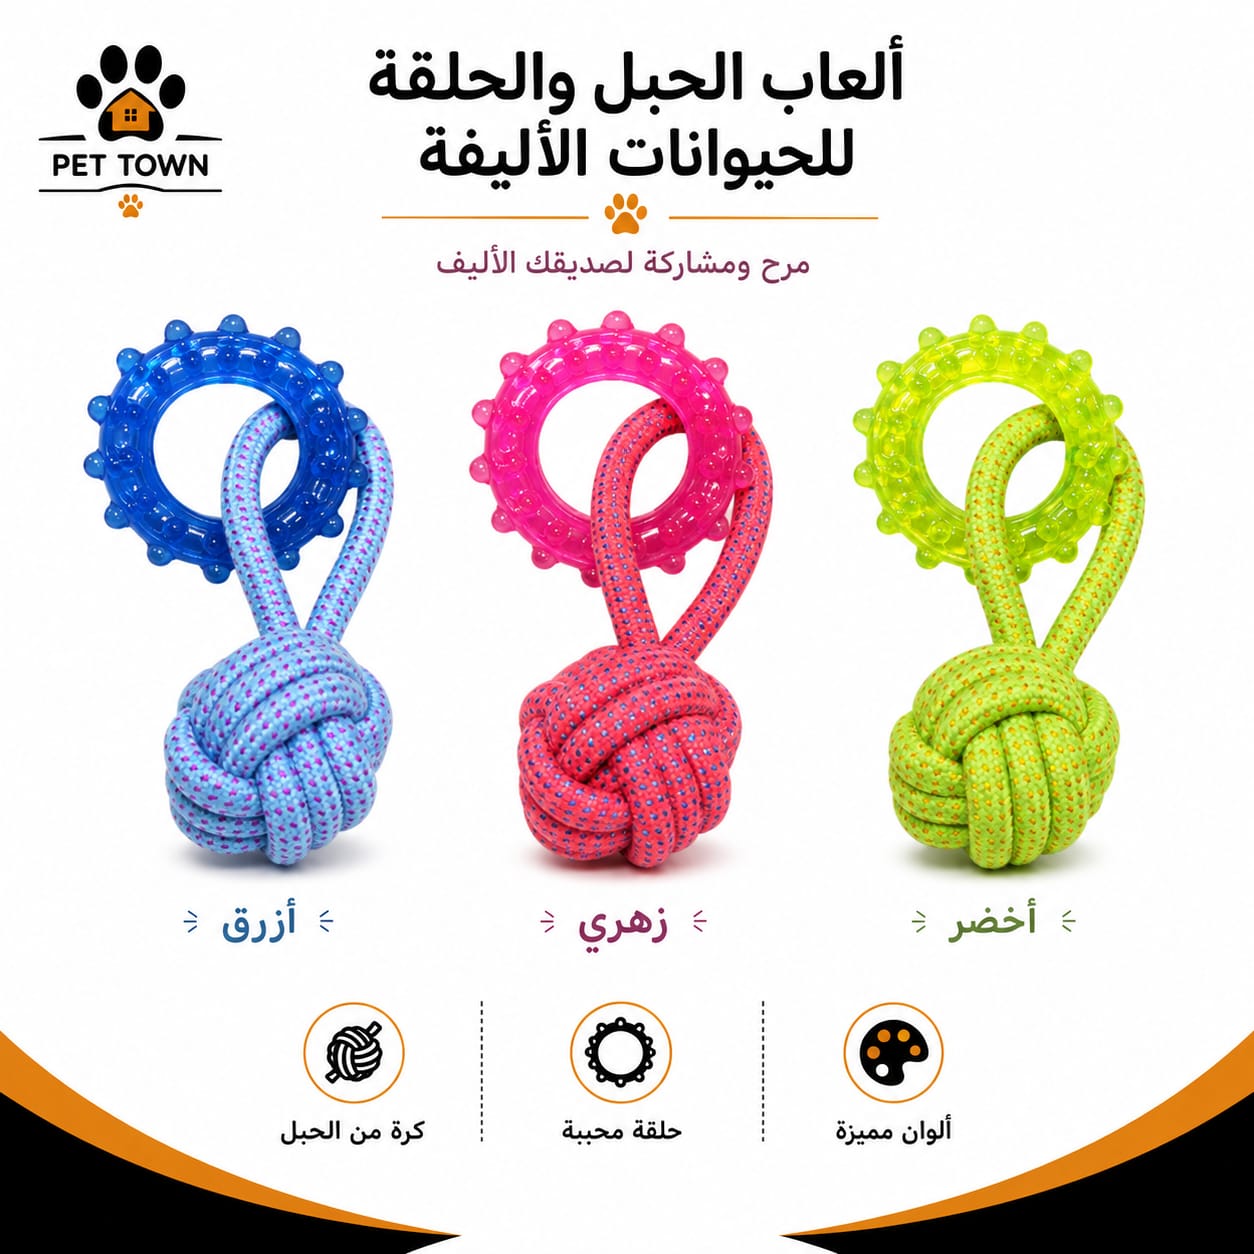 PET TOWN
ألعاب الحبل والحلقة
للحيوانات الأليفة
مرح ومشاركة لصديقك الأليف
أخضر
زهري
أزرق
ألوان مميزة
حلقة محببة
كرة من الحبل